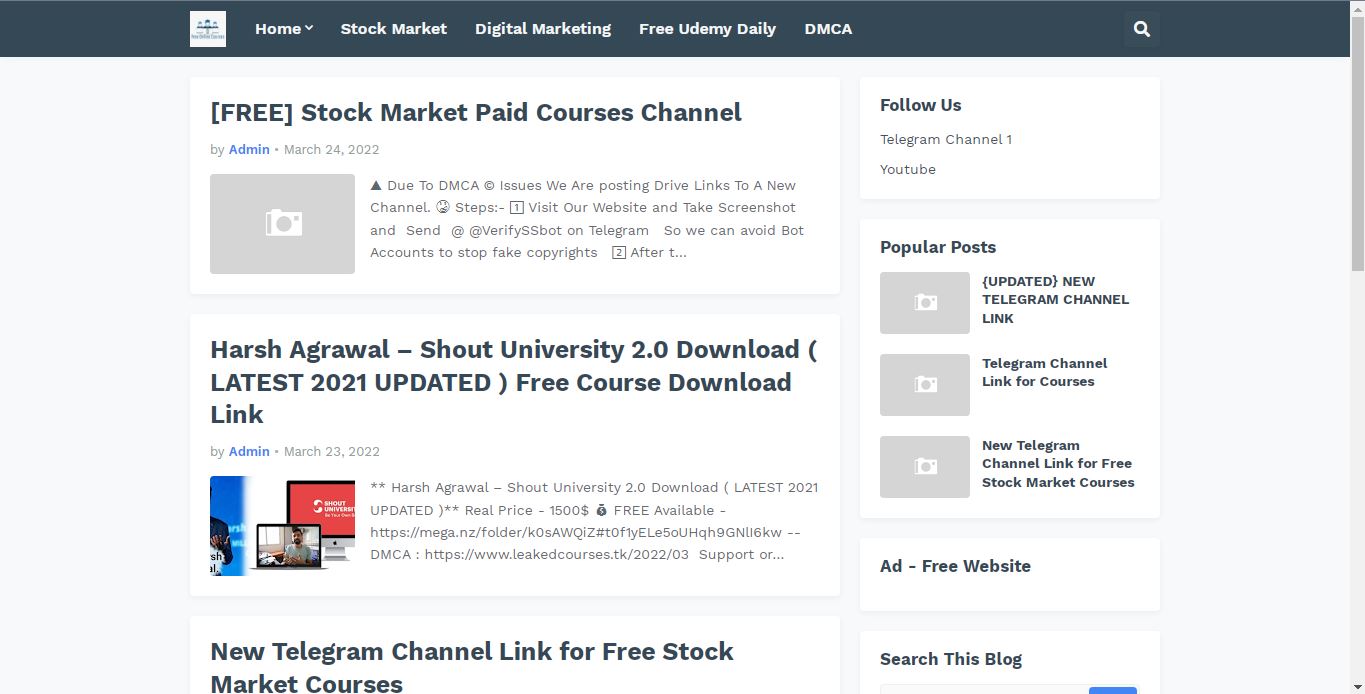 Home
Stock Market
Digital Marketing
Free Udemy Daily
DMCA
[FREE] Stock Market Paid Courses Channel
by Admin • March 24, 2022
▲ Due To DMCA © Issues We Are posting Drive Links To A New
Channel. 😰 Steps:- 1️⃣ Visit Our Website and Take Screenshot
and Send @ @VerifySSbot on Telegram So we can avoid Bot
Accounts to stop fake copyrights 2️⃣ After t...
Harsh Agrawal – Shout University 2.0 Download (
LATEST 2021 UPDATED ) Free Course Download
Link
by Admin • March 23, 2022
SHOUT
** Harsh Agrawal – Shout University 2.0 Download ( LATEST 2021
UPDATED )** Real Price - 1500$ 💰 FREE Available -
https://mega.nz/folder/k0sAWQiZ#t0f1yELe5oUHqh9GNlI6kw --
DMCA : https://www.leakedcourses.tk/2022/03 Support or...
New Telegram Channel Link for Free Stock
Market Courses
Follow Us
Telegram Channel 1
Youtube
Popular Posts
{UPDATED} NEW
TELEGRAM CHANNEL
LINK
Telegram Channel
Link for Courses
New Telegram
Channel Link for Free
Stock Market Courses
Ad - Free Website
Search This Blog